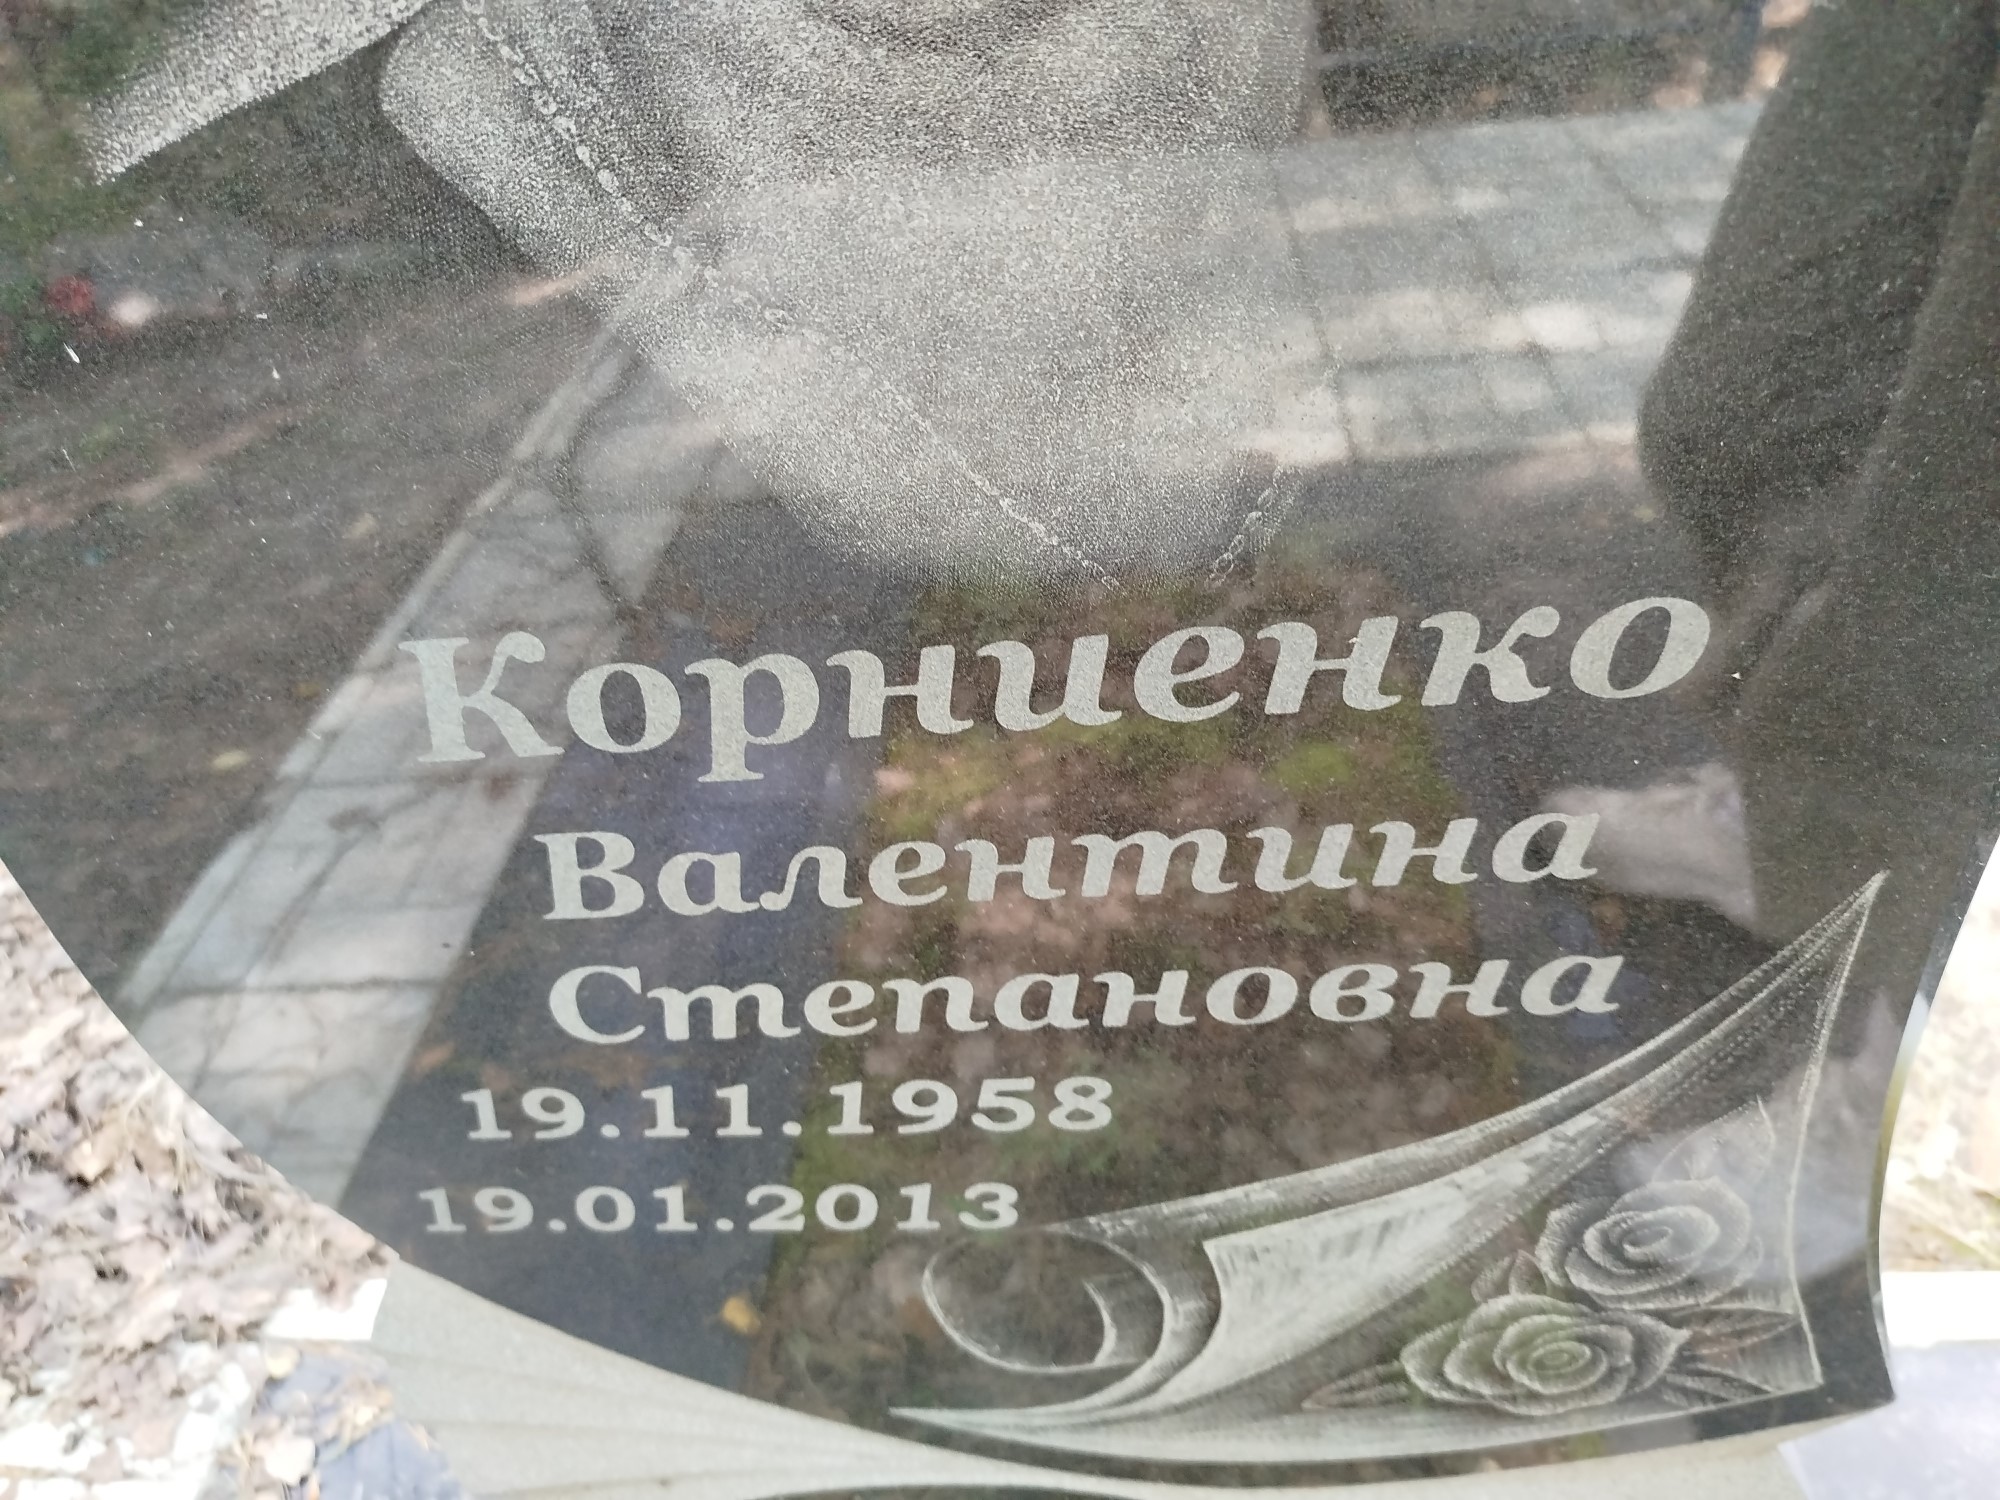 Корниенко
Валентина
Степановна
19.11.1958
19.01.2013